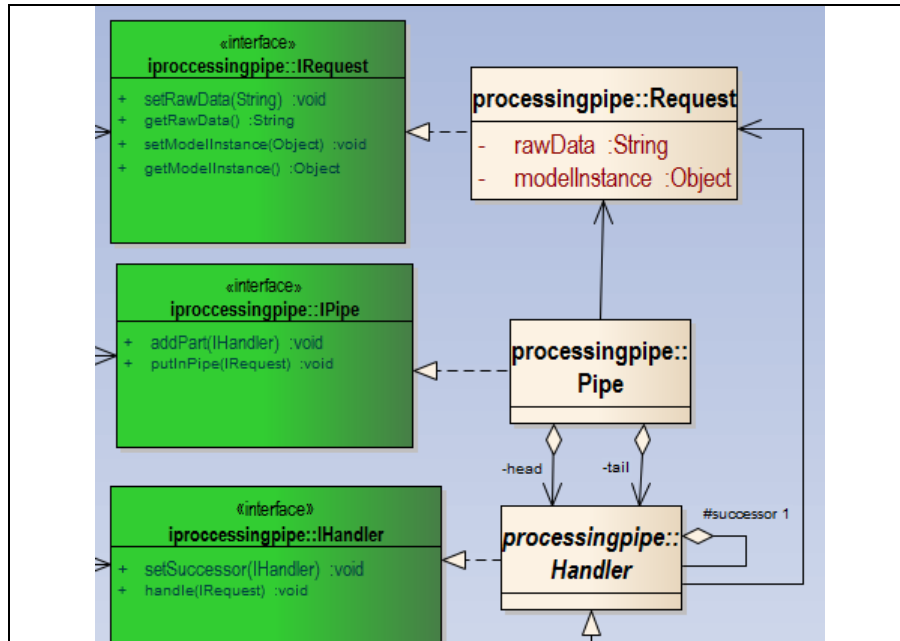 «interface»
iproccessingpipe::IRequest
+ setRawData(String) :void
+ getRawData() :String
+ setModelInstance(Object) :void
+ getModelInstance() :Object
processingpipe::Request
- rawData :String
- modelInstance :Object
«interface»
iproccessingpipe::IPipe
+ addPart(IHandler) :void
+ putInPipe(IRequest) :void
processingpipe::
Pipe
-head
-tail
«interface»
iproccessingpipe::IHandler
+ setSuccessor(IHandler) :void
+ handle(IRequest) :void
processingpipe::
Handler
#successor 1